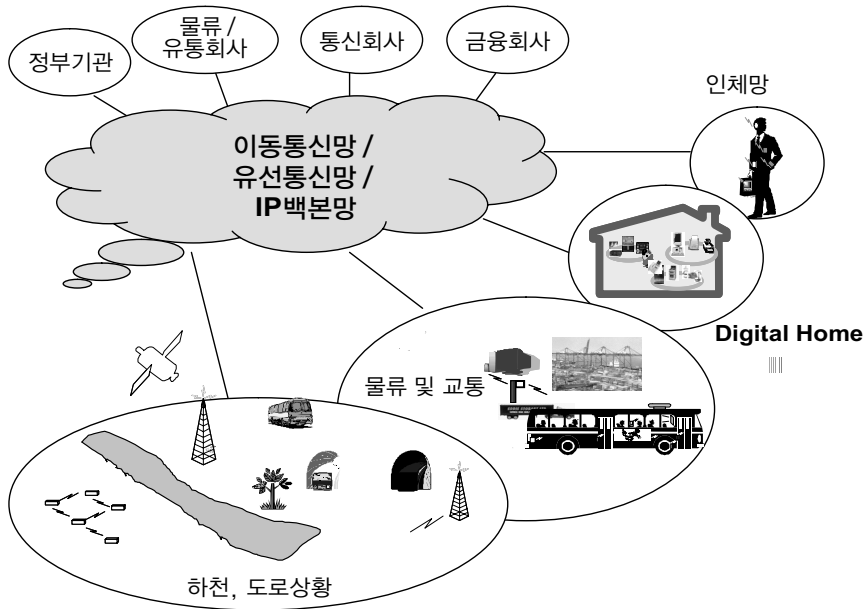 정부기관
물류 /
유통회사
통신회사
금융회사
인체망
이동통신망 /
유선통신망 /
IP백본망
Digital Home
물류 및 교통
하천, 도로상황